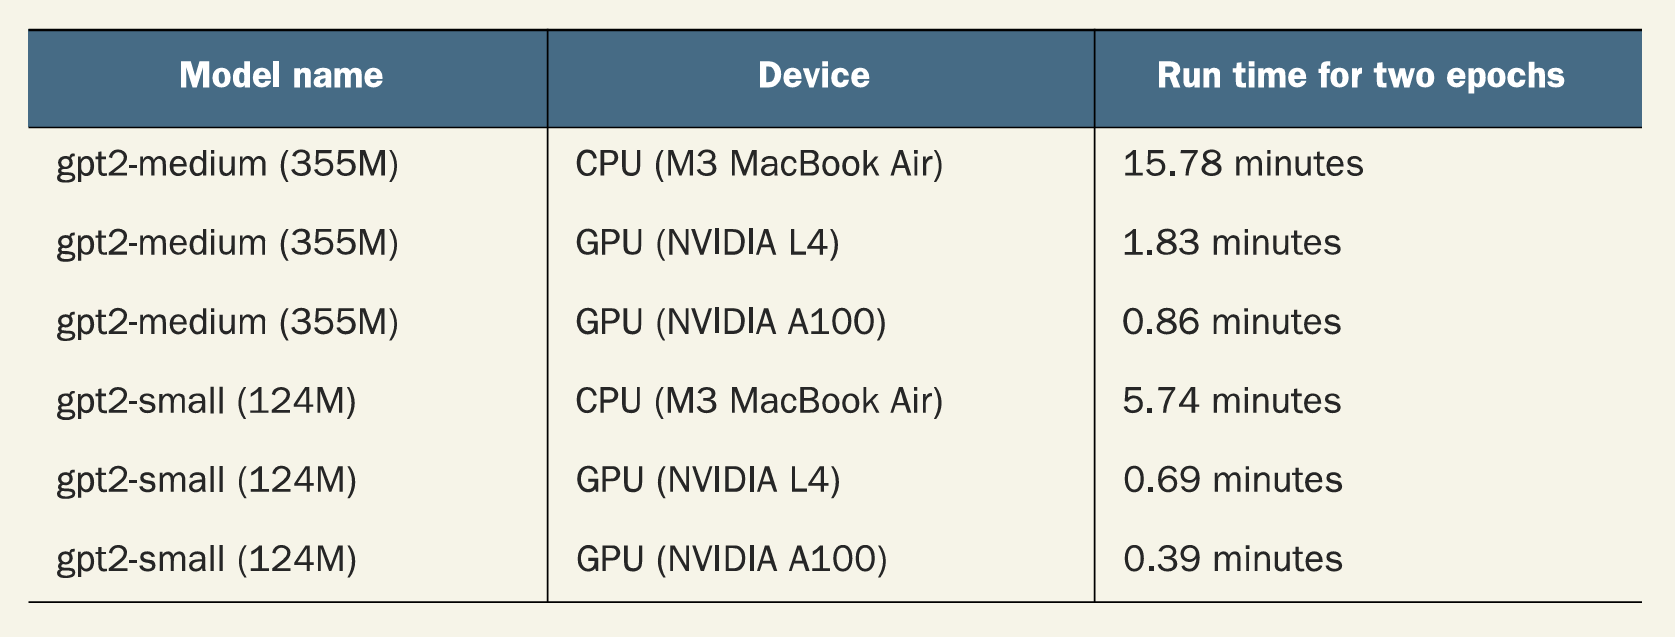 Model name Device Run time for two epochs
gpt2-medium (355M) CPU (M3 MacBook Air) 15.78 minutes
gpt2-medium (355M) GPU (NVIDIA L4) 1.83 minutes
gpt2-medium (355M) GPU (NVIDIA A100) 0.86 minutes
gpt2-small (124M) CPU (M3 MacBook Air) 5.74 minutes
gpt2-small (124M) GPU (NVIDIA L4) 0.69 minutes
gpt2-small (124M) GPU (NVIDIA A100) 0.39 minutes